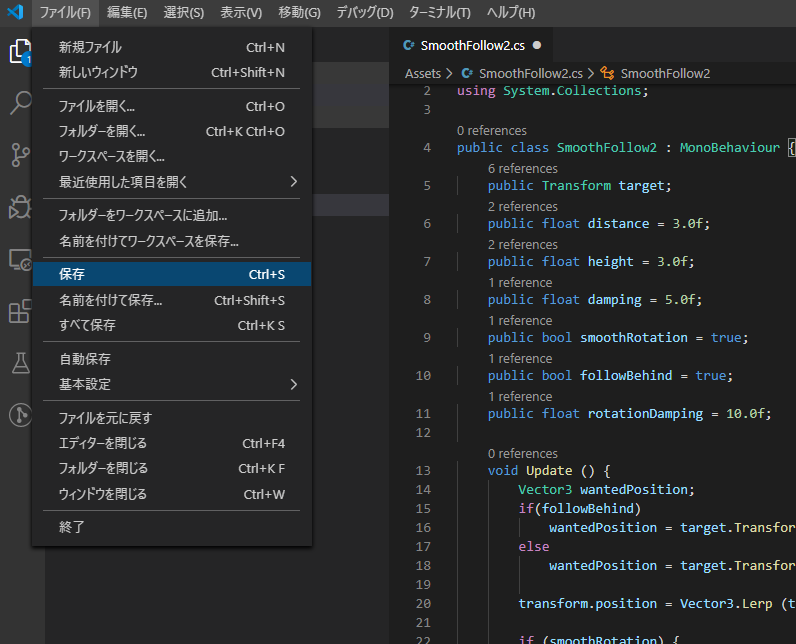 ファイル(F) 編集(E) 選択(S) 表示(V) 移動(G) デバッグ(D) ターミナル(T) ヘルプ(H)
新規ファイル Ctrl+N
新しいウィンドウ Ctrl+Shift+N
ファイルを開く... Ctrl+O
フォルダーを開く... Ctrl+K Ctrl+O
ワークスペースを開く...
最近使用した項目を開く
フォルダーをワークスペースに追加...
名前を付けてワークスペースを保存...
保存 Ctrl+S
名前を付けて保存... Ctrl+Shift+S
すべて保存 Ctrl+K S
自動保存
基本設定
ファイルを元に戻す
エディターを閉じる Ctrl+F4
フォルダーを閉じる Ctrl+K F
ウィンドウを閉じる Ctrl+W
終了
1
C# SmoothFollow2.cs
Assets > C# SmoothFollow2.cs > SmoothFollow2
2 using System.Collections;
3
0 references
4 public class SmoothFollow2 : MonoBehaviour {
6 references
5 public Transform target;
2 references
6 public float distance = 3.0f;
2 references
7 public float height = 3.0f;
1 reference
8 public float damping = 5.0f;
1 reference
9 public bool smoothRotation = true;
1 reference
10 public bool followBehind = true;
1 reference
11 public float rotationDamping = 10.0f;
12
0 references
13 void Update () {
14 Vector3 wantedPosition;
15 if(followBehind)
16 wantedPosition = target.Transfor
17 else
18 wantedPosition = target.Transfor
19
20 transform.position = Vector3.Lerp (t
21
22 if (smoothRotation) {